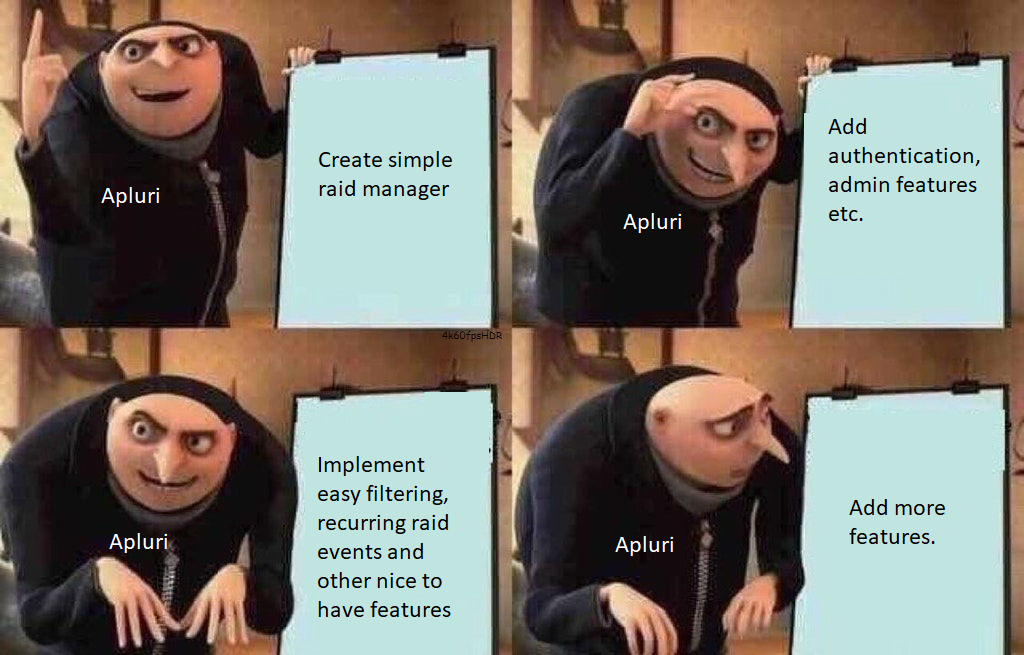 Create simple
raid manager
Apluri
Add
authentication,
admin features
etc.
Apluri
4k60fpsHDR
Implement
easy filtering,
recurring raid
events and
other nice to
have features
Apluri
Add more
features.
Apluri